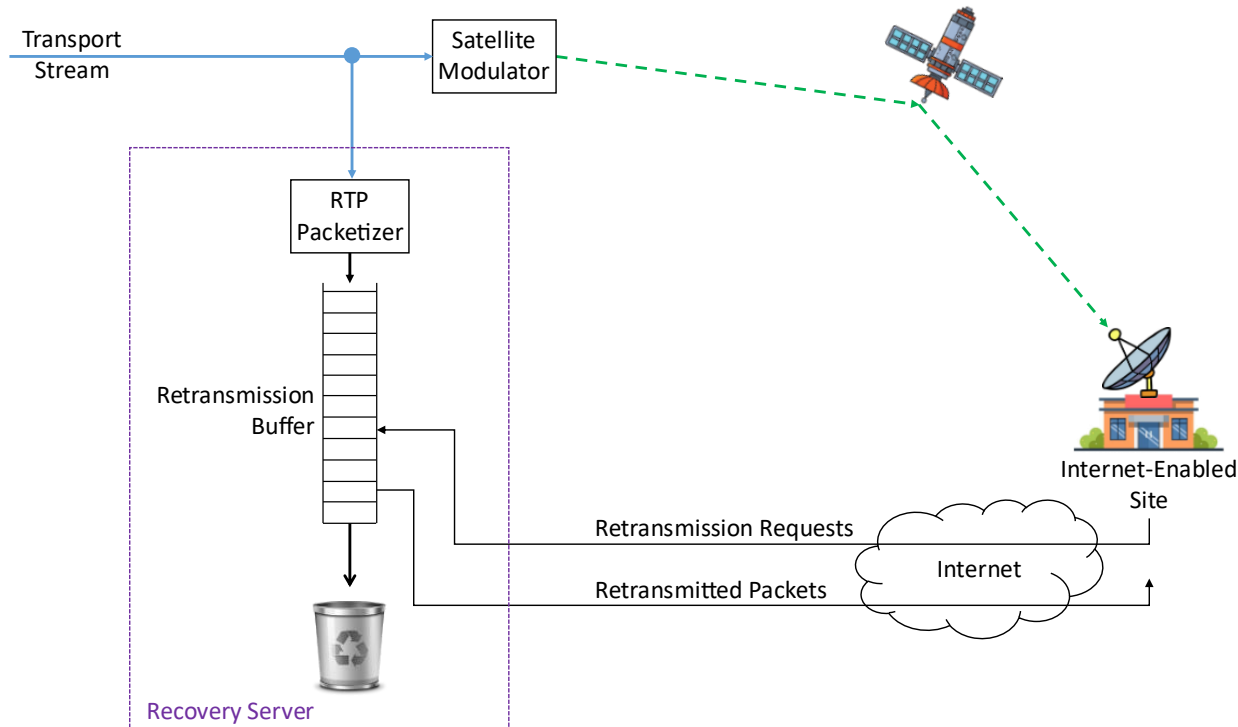 Transport
Stream
Satellite
Modulator
RTP
Packetizer
Retransmission
Buffer
Internet-Enabled
Site
Retransmission Requests
Internet
Retransmitted Packets
Recovery Server